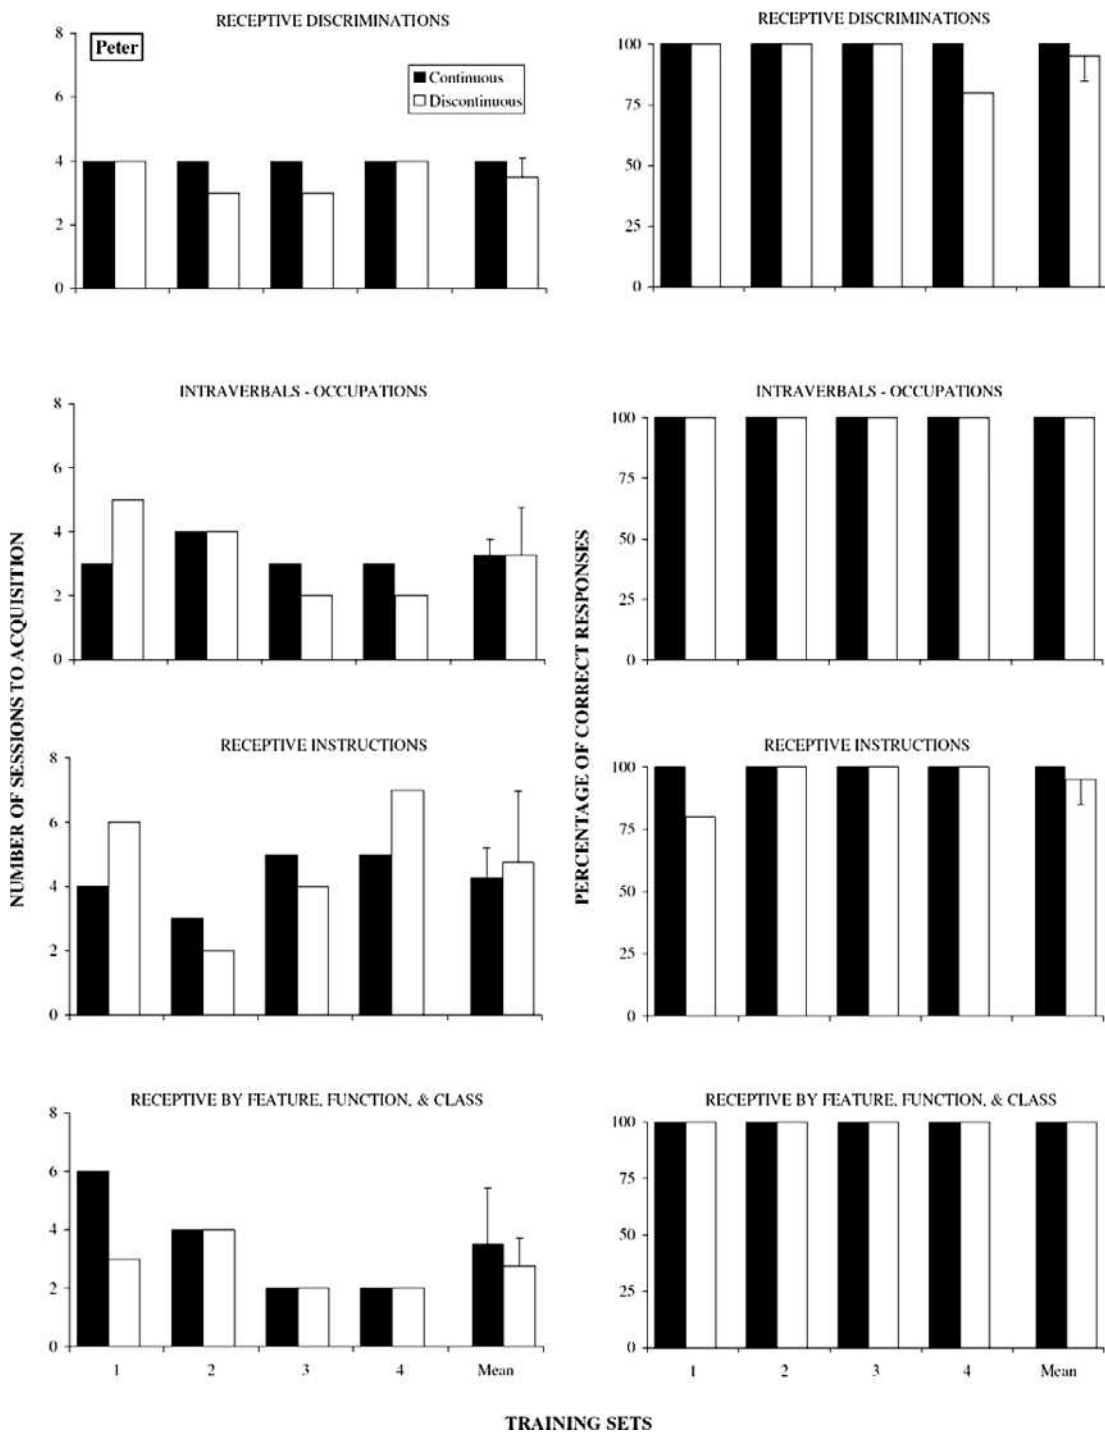 RECEPTIVE DISCRIMINATIONS
Peter
Continuous
Discontinuous
8
6
4
2
0
RECEPTIVE DISCRIMINATIONS
100
75
50
25
0
INTRAVERBALS - OCCUPATIONS
8
6
4
2
0
INTRAVERBALS - OCCUPATIONS
100
75
50
25
0
NUMBER OF SESSIONS TO ACQUISITION
PERCENTAGE OF CORRECT RESPONSES
RECEPTIVE INSTRUCTIONS
8
6
4
2
0
RECEPTIVE INSTRUCTIONS
100
75
50
25
0
RECEPTIVE BY FEATURE, FUNCTION, & CLASS
8
6
4
2
0
1 2 3 4 Mean
RECEPTIVE BY FEATURE, FUNCTION, & CLASS
100
75
50
25
0
1 2 3 4 Mean
TRAINING SETS